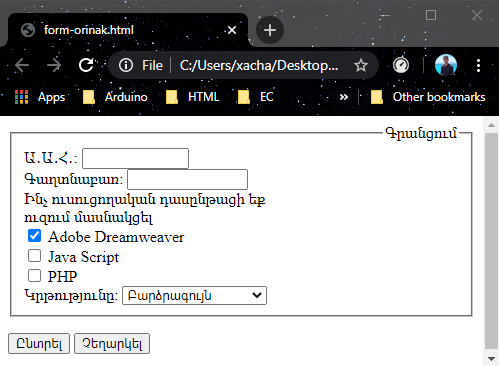 form-orinak.html
File C:/Users/xacha/Desktop...
Apps Arduino HTML EC » Other bookmarks
Գրանցում
Ա.Ա.Հ.:
Գաղտնաբառ:
Ինչ ուսուցողական դասընթացի եք
ուզում մասնակցել
Adobe Dreamweaver
Java Script
PHP
Կրթությունը: Բարձրագույն
Ընտրել Չեղարկել